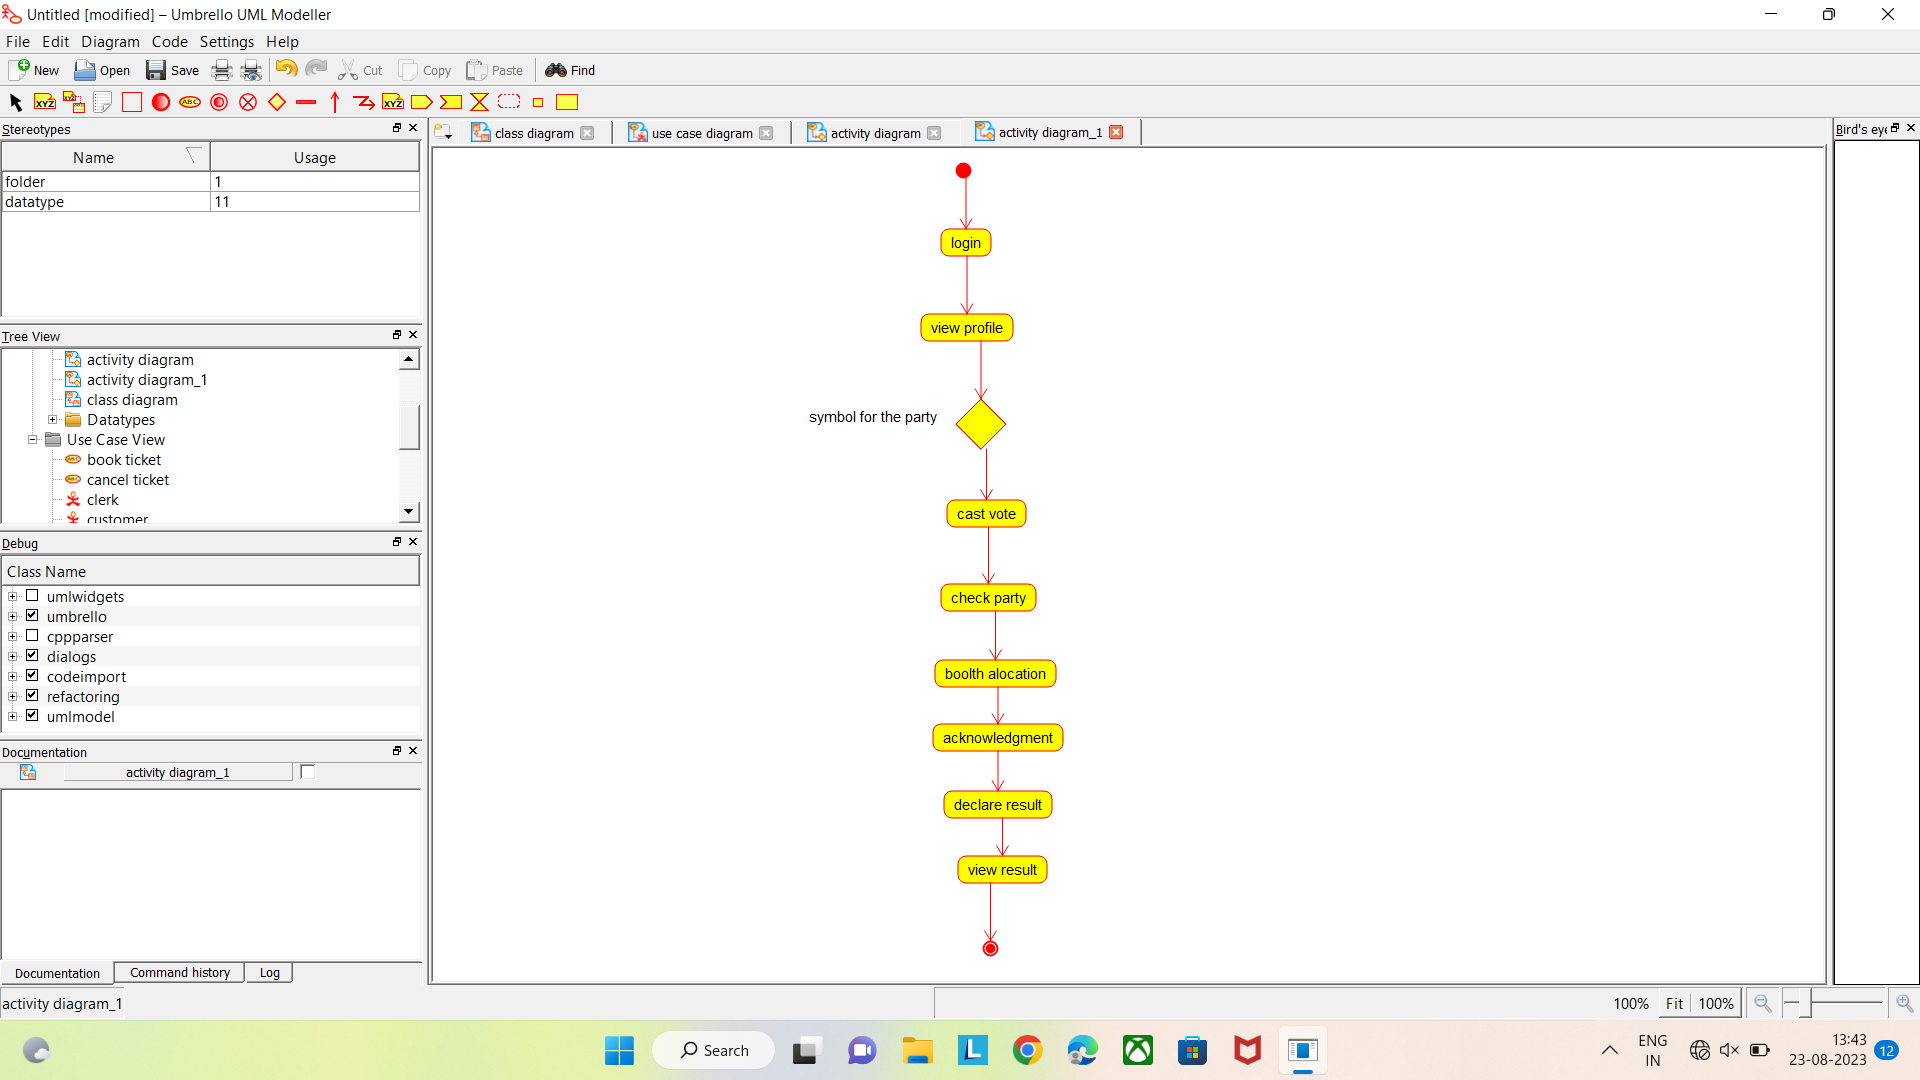 Untitled [modified] – Umbrello UML Modeller
File Edit Diagram Code Settings Help
New Open Save Cut Copy Paste Find
Stereotypes
Name Usage
folder 1
datatype 11
Tree View
activity diagram
activity diagram_1
class diagram
Datatypes
Use Case View
book ticket
cancel ticket
clerk
customer
Debug
Class Name
umlwidgets
umbrello
cppparser
dialogs
codeimport
refactoring
umlmodel
Documentation
activity diagram_1
Documentation Command history Log
class diagram use case diagram activity diagram activity diagram_1
login
view profile
symbol for the party
cast vote
check party
boolth alocation
acknowledgment
declare result
view result
Bird's eye
activity diagram_1
100% Fit 100%
Search
ENG
IN
13:43
23-08-2023
12